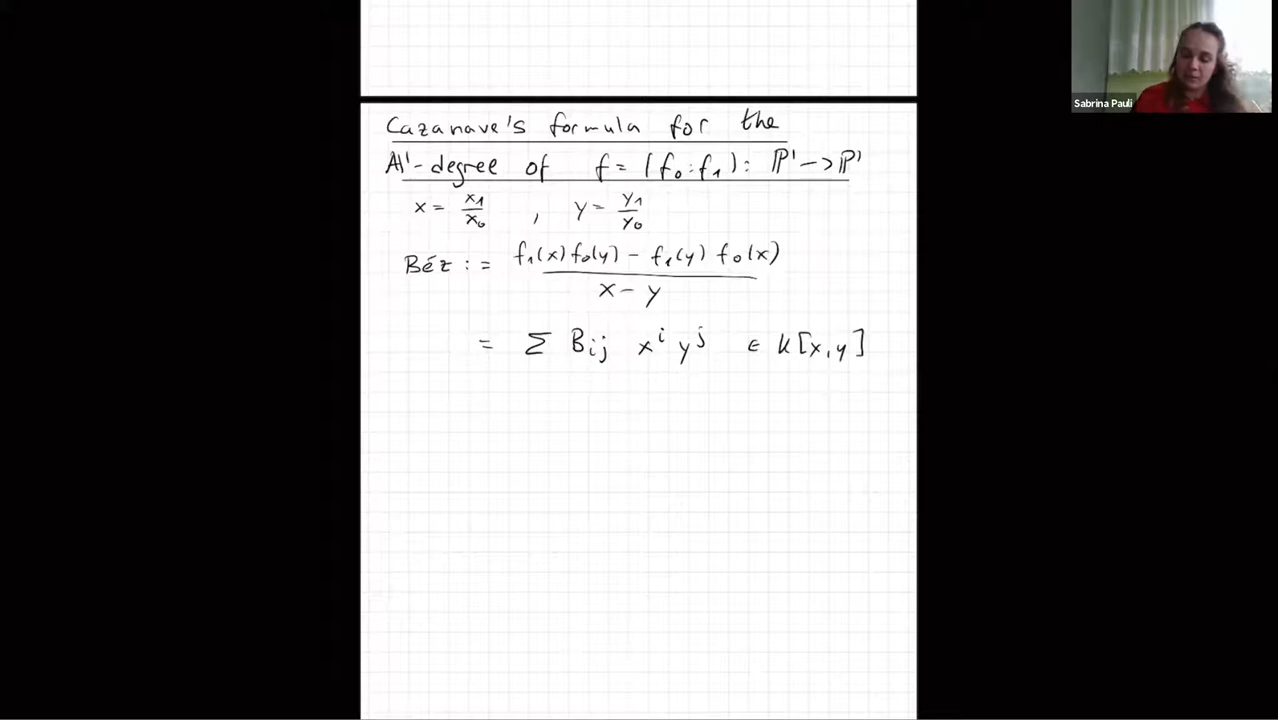 Cazanave's formula for the
A¹-degree of f = (f₀:f₁): ℙ¹ → ℙ¹
x = x₁/x₀ , y = y₁/y₀
Béz := (f₁(x)f₀(y) − f₁(y) f₀(x))/(x − y)
= Σ Bᵢⱼ xⁱ yʲ ∈ k[x,y]
Sabrina Pauli